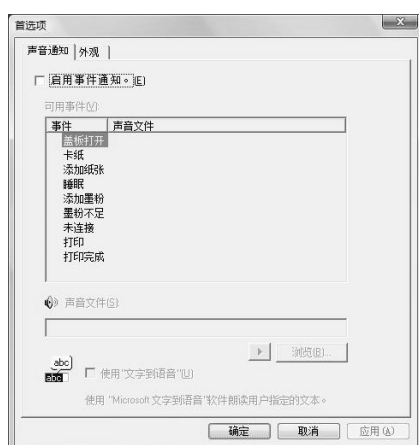 首选项
声音通知 外观
启用事件通知。(E)
可用事件(V):
事件 声音文件
盖板打开
卡纸
添加纸张
睡眠
添加墨粉
墨粉不足
未连接
打印
打印完成
声音文件(S):
浏览(B)...
abc
abc
使用"文字到语音"(U)
使用 "Microsoft 文字到语音"软件朗读用户指定的文本。
确定 取消 应用(A)